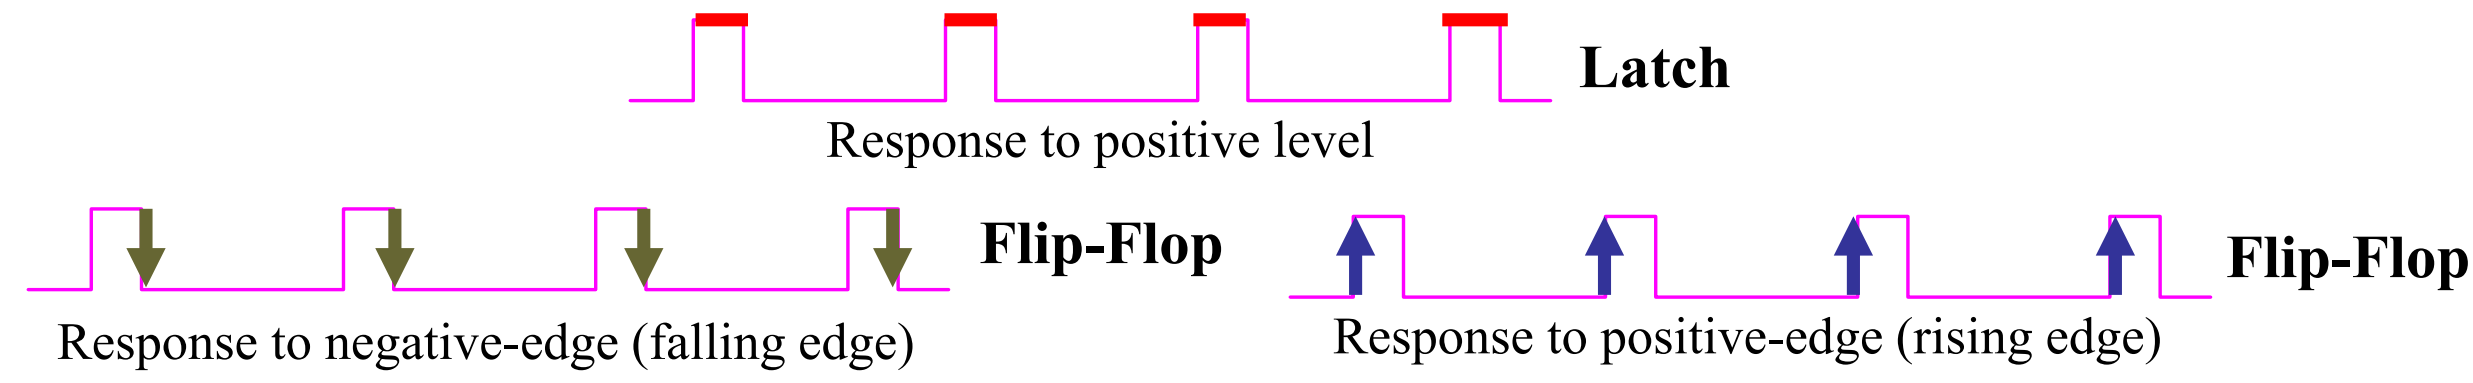 Latch
Response to positive level
Flip-Flop
Response to negative-edge (falling edge)
Flip-Flop
Response to positive-edge (rising edge)